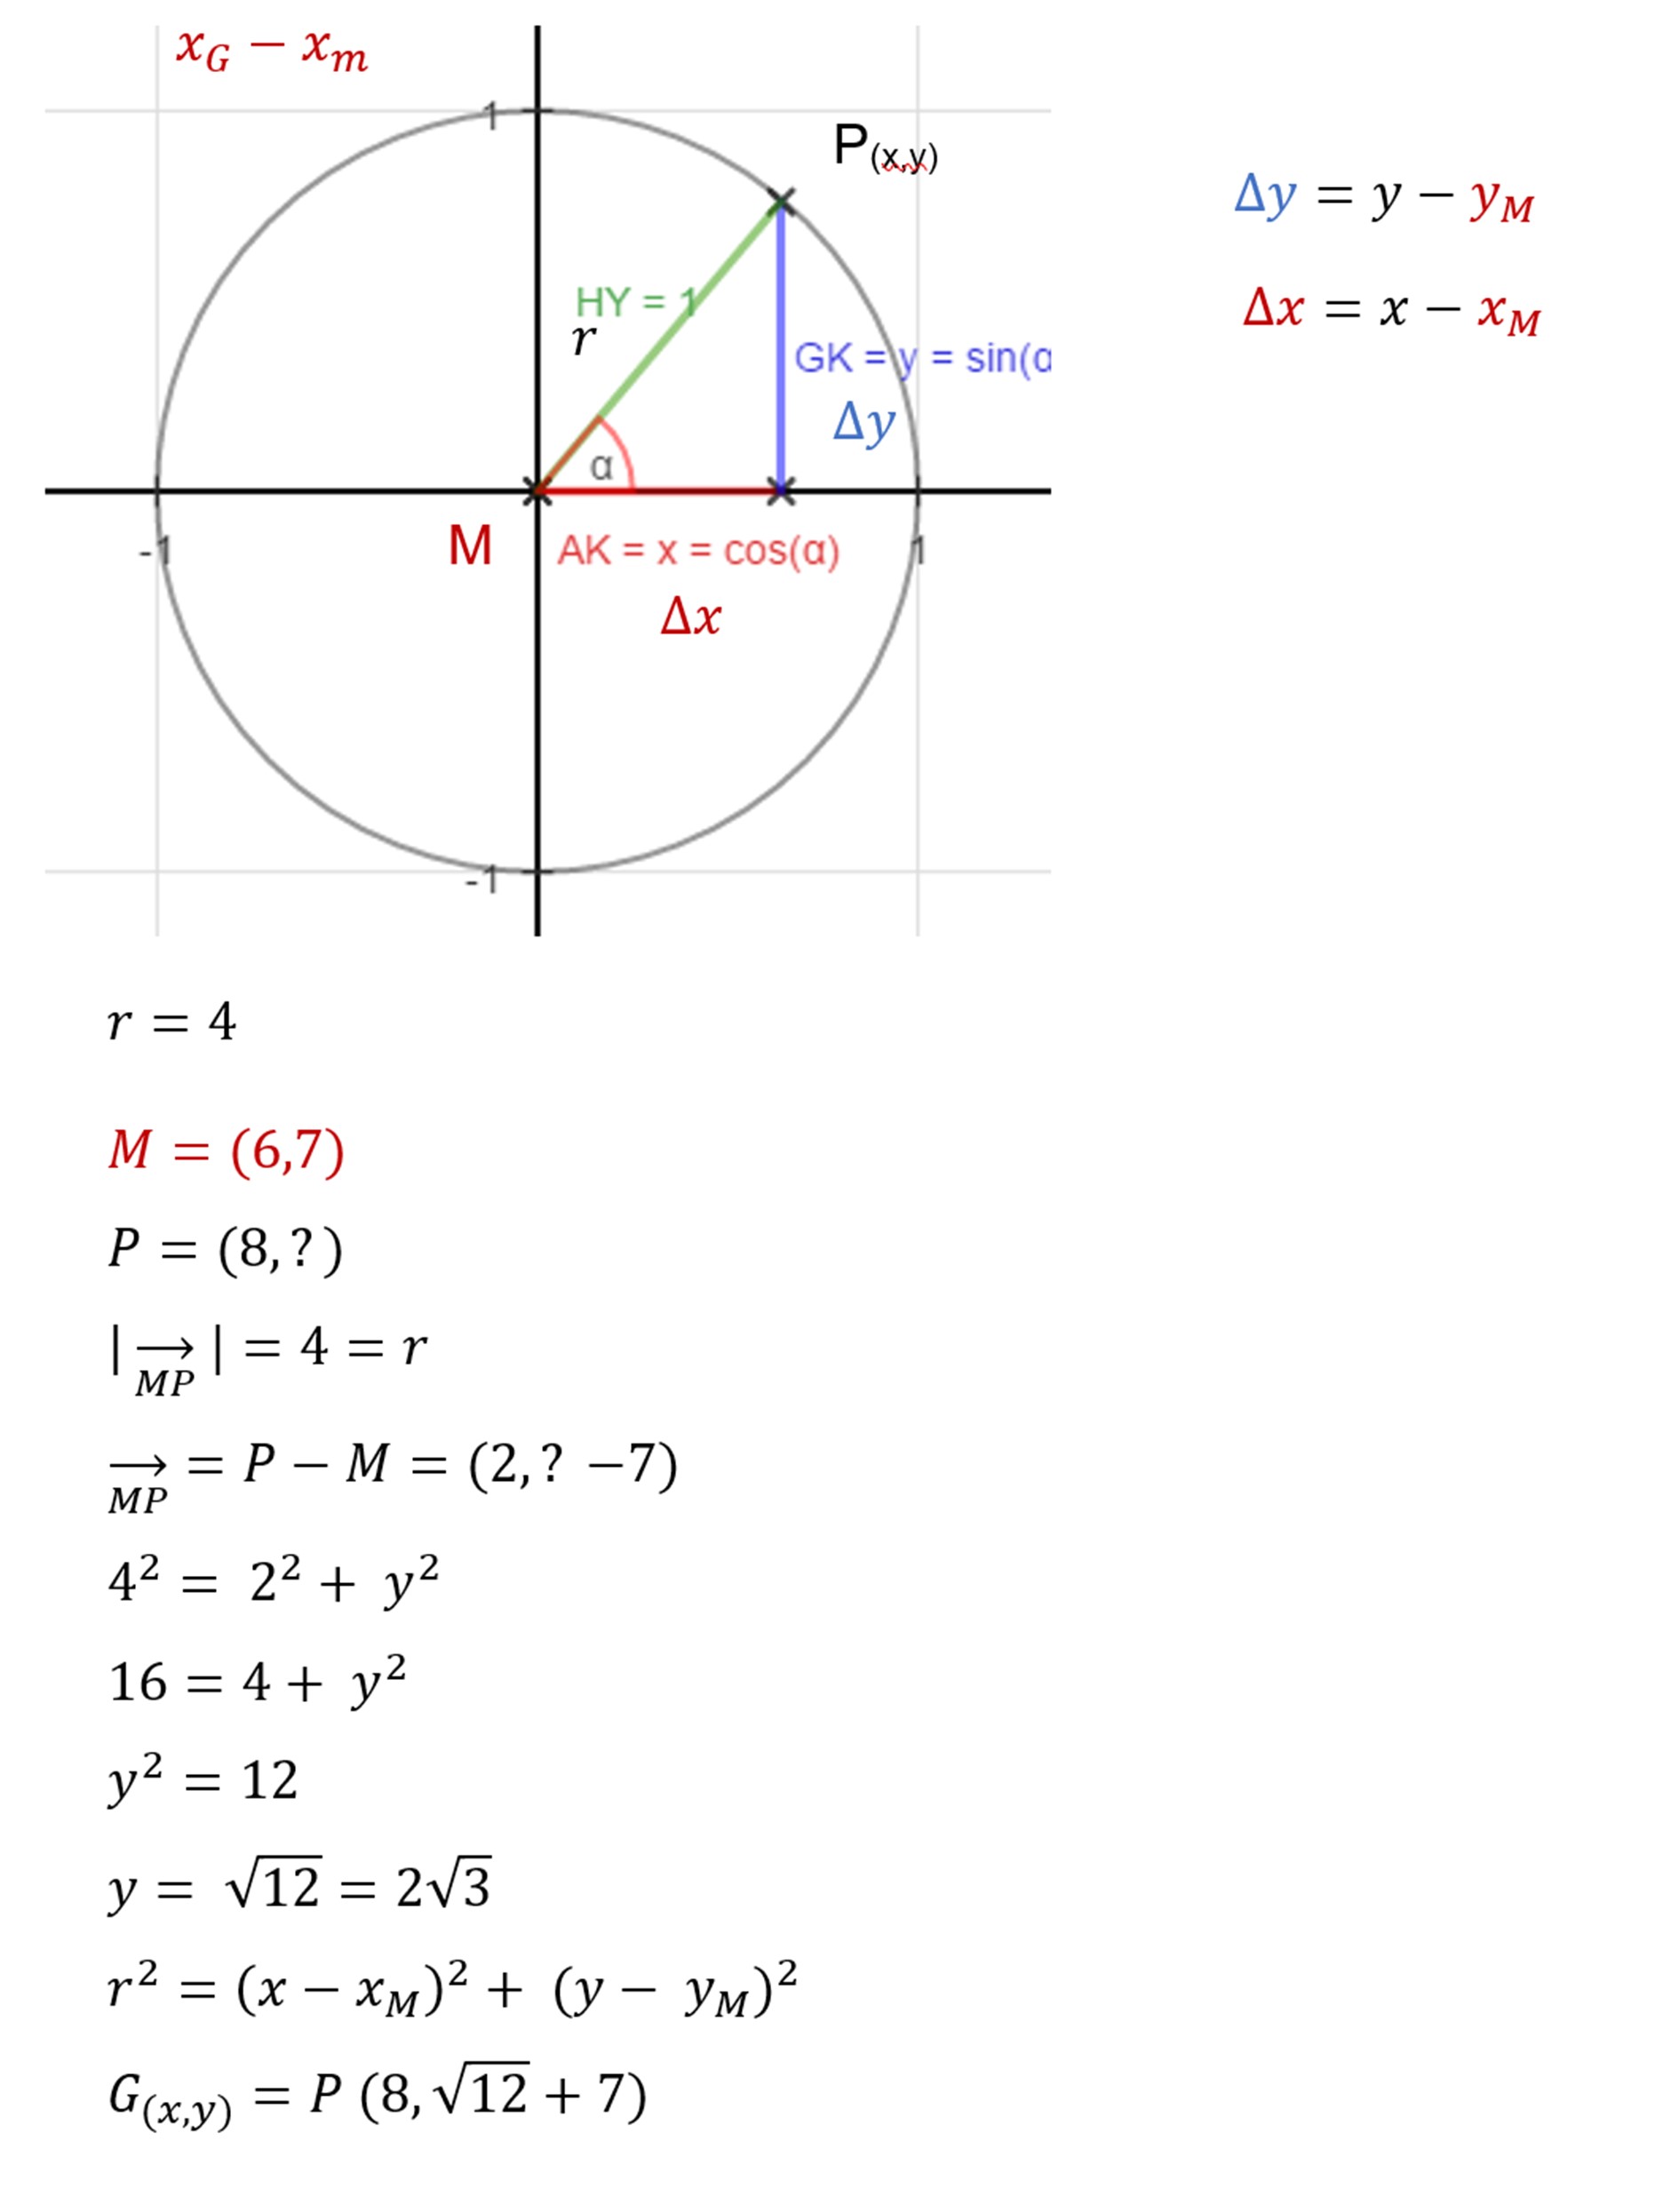 x_G − x_m
1
P(x,y)
Δy = y − y_M
Δx = x − x_M
HY = 1
r
GK = y = sin(α
Δy
α
-1
M
AK = x = cos(α)
1
Δx
-1
r = 4
M = (6,7)
P = (8, ? )
| →MP | = 4 = r
→MP = P − M = (2, ? −7)
4² = 2² + y²
16 = 4 + y²
y² = 12
y = √12 = 2√3
r² = (x − x_M)² + (y − y_M)²
G(x,y) = P (8, √12 + 7)